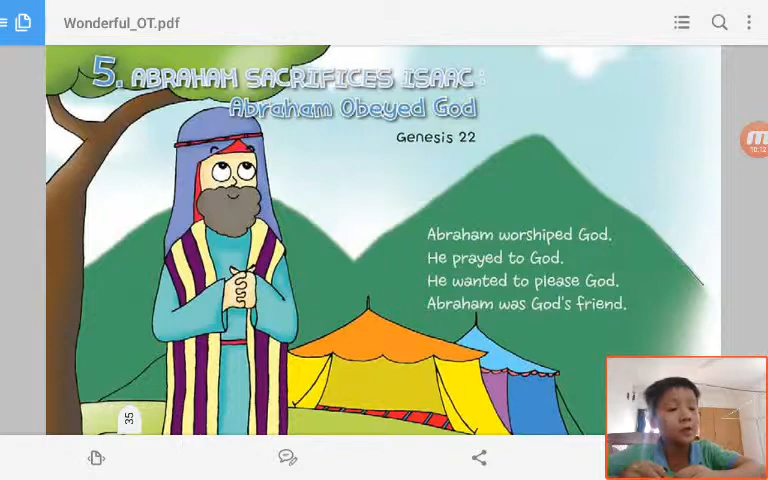 Wonderful_OT.pdf
5. ABRAHAM SACRIFICES ISAAC:
Abraham Obeyed God
Genesis 22
Abraham worshiped God.
He prayed to God.
He wanted to please God.
Abraham was God's friend.
35